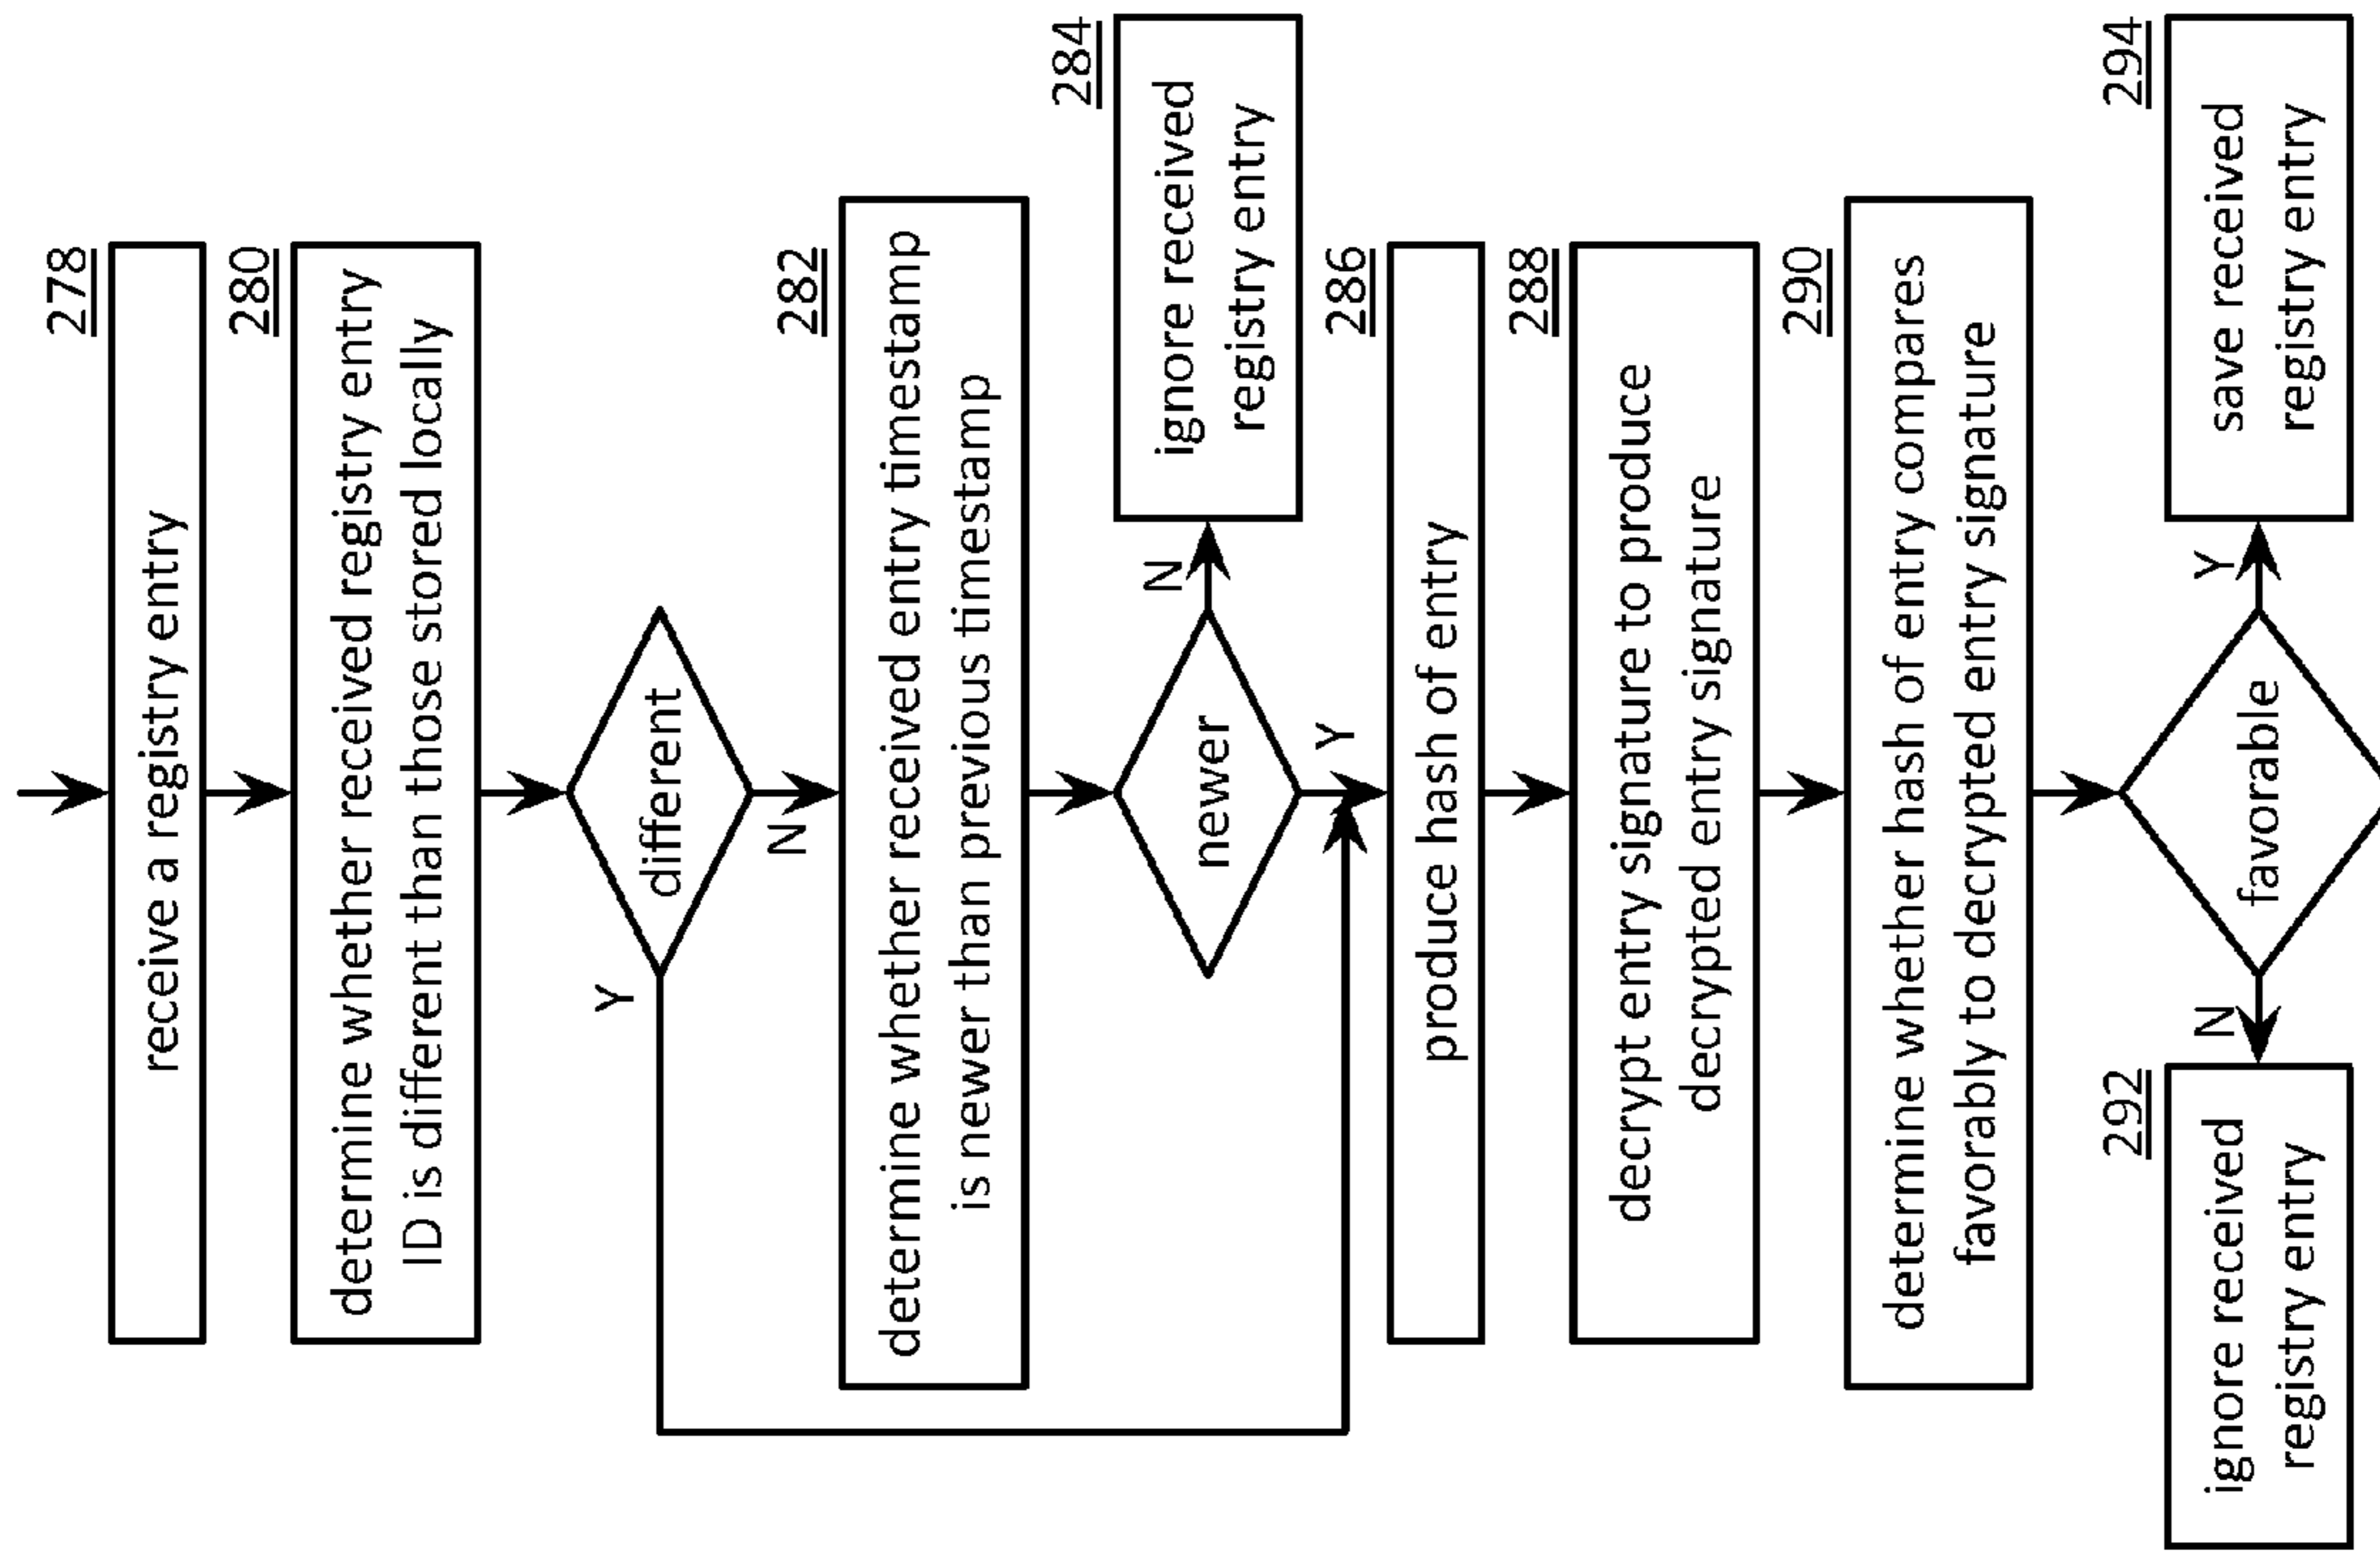 278
receive a registry entry
280
determine whether received registry entry
ID is different than those stored locally
different
Y
N
282
determine whether received entry timestamp
is newer than previous timestamp
newer
N
284
ignore received
registry entry
Y
286
produce hash of entry
288
decrypt entry signature to produce
decrypted entry signature
290
determine whether hash of entry compares
favorably to decrypted entry signature
favorable
N
292
ignore received
registry entry
Y
294
save received
registry entry